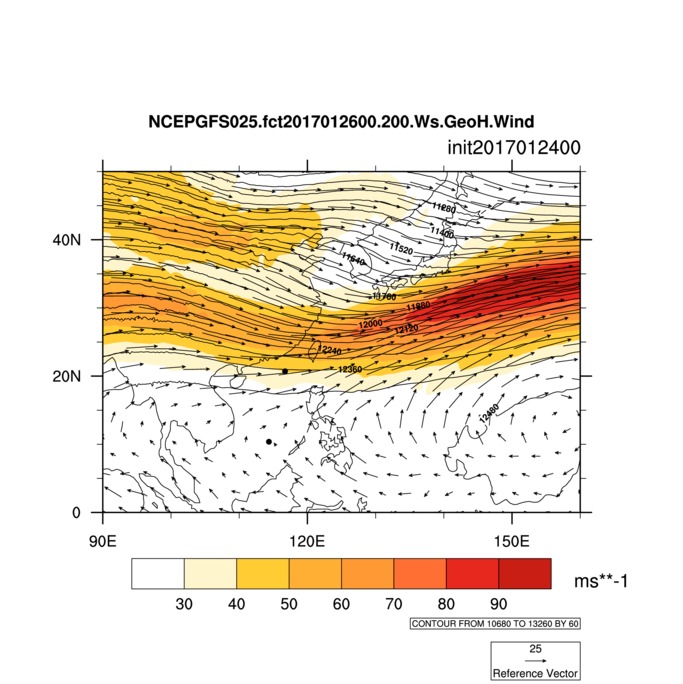 NCEPGFS025.fct2017012600.200.Ws.GeoH.Wind
init2017012400
11280
11400
11520
11640
11760
11880
12000
12120
12240
12360
12480
40N
20N
0
90E 120E 150E
30 40 50 60 70 80 90
ms**-1
CONTOUR FROM 10680 TO 13260 BY 60
25
Reference Vector